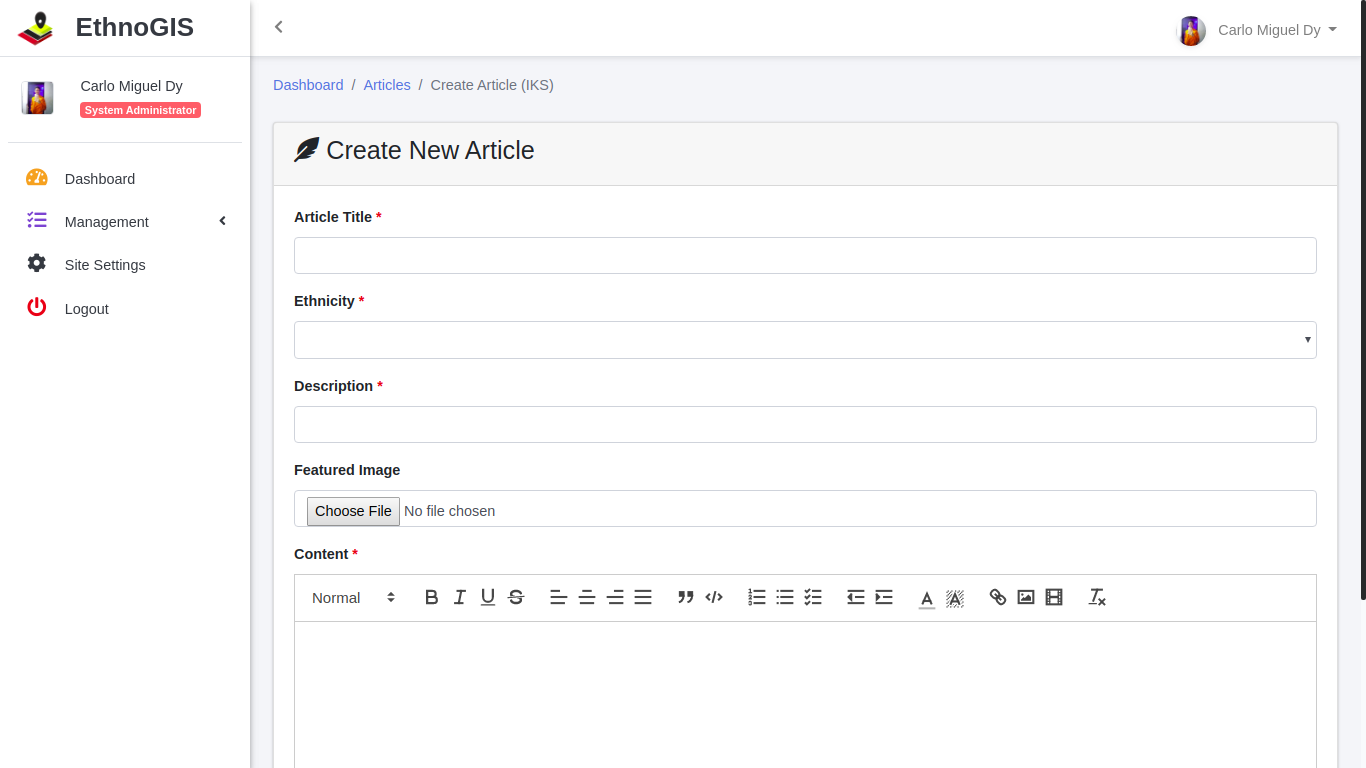 EthnoGIS
Carlo Miguel Dy
Carlo Miguel Dy
System Administrator
Dashboard
Management
Site Settings
Logout
Dashboard / Articles / Create Article (IKS)
Create New Article
Article Title *
Ethnicity *
Description *
Featured Image
Choose File No file chosen
Content *
Normal